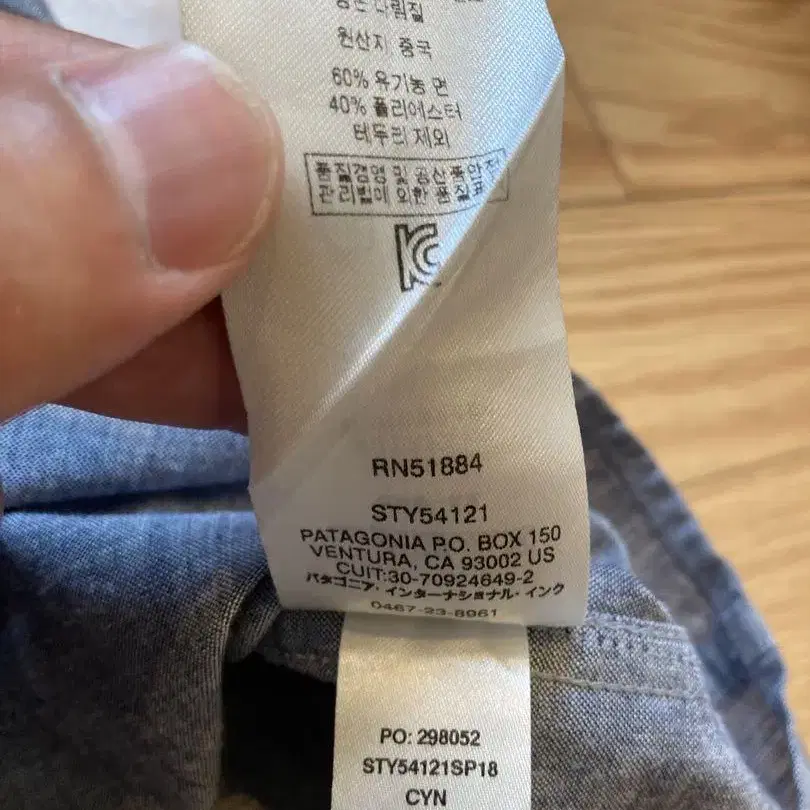 원산지 중국
60% 유기농 면
40% 폴리에스터
테두리 제외
품질경영 및 공산품안전
관리법에 의한 품질표
RN51884
STY54121
PATAGONIA P.O. BOX 150
VENTURA, CA 93002 US
CUIT:30-70924649-2
パタゴニア・インターナショナル・インク
0467-23-8961
PO: 298052
STY54121SP18
CYN